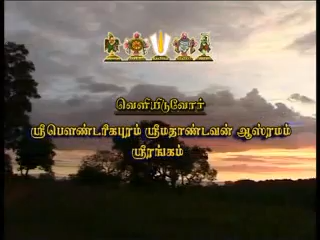 வெளியிடுவோர்
ஸ்ரீபௌண்டரீகபுரம் ஸ்ரீமதாண்டவன் ஆஸ்ரமம்
ஸ்ரீரங்கம்